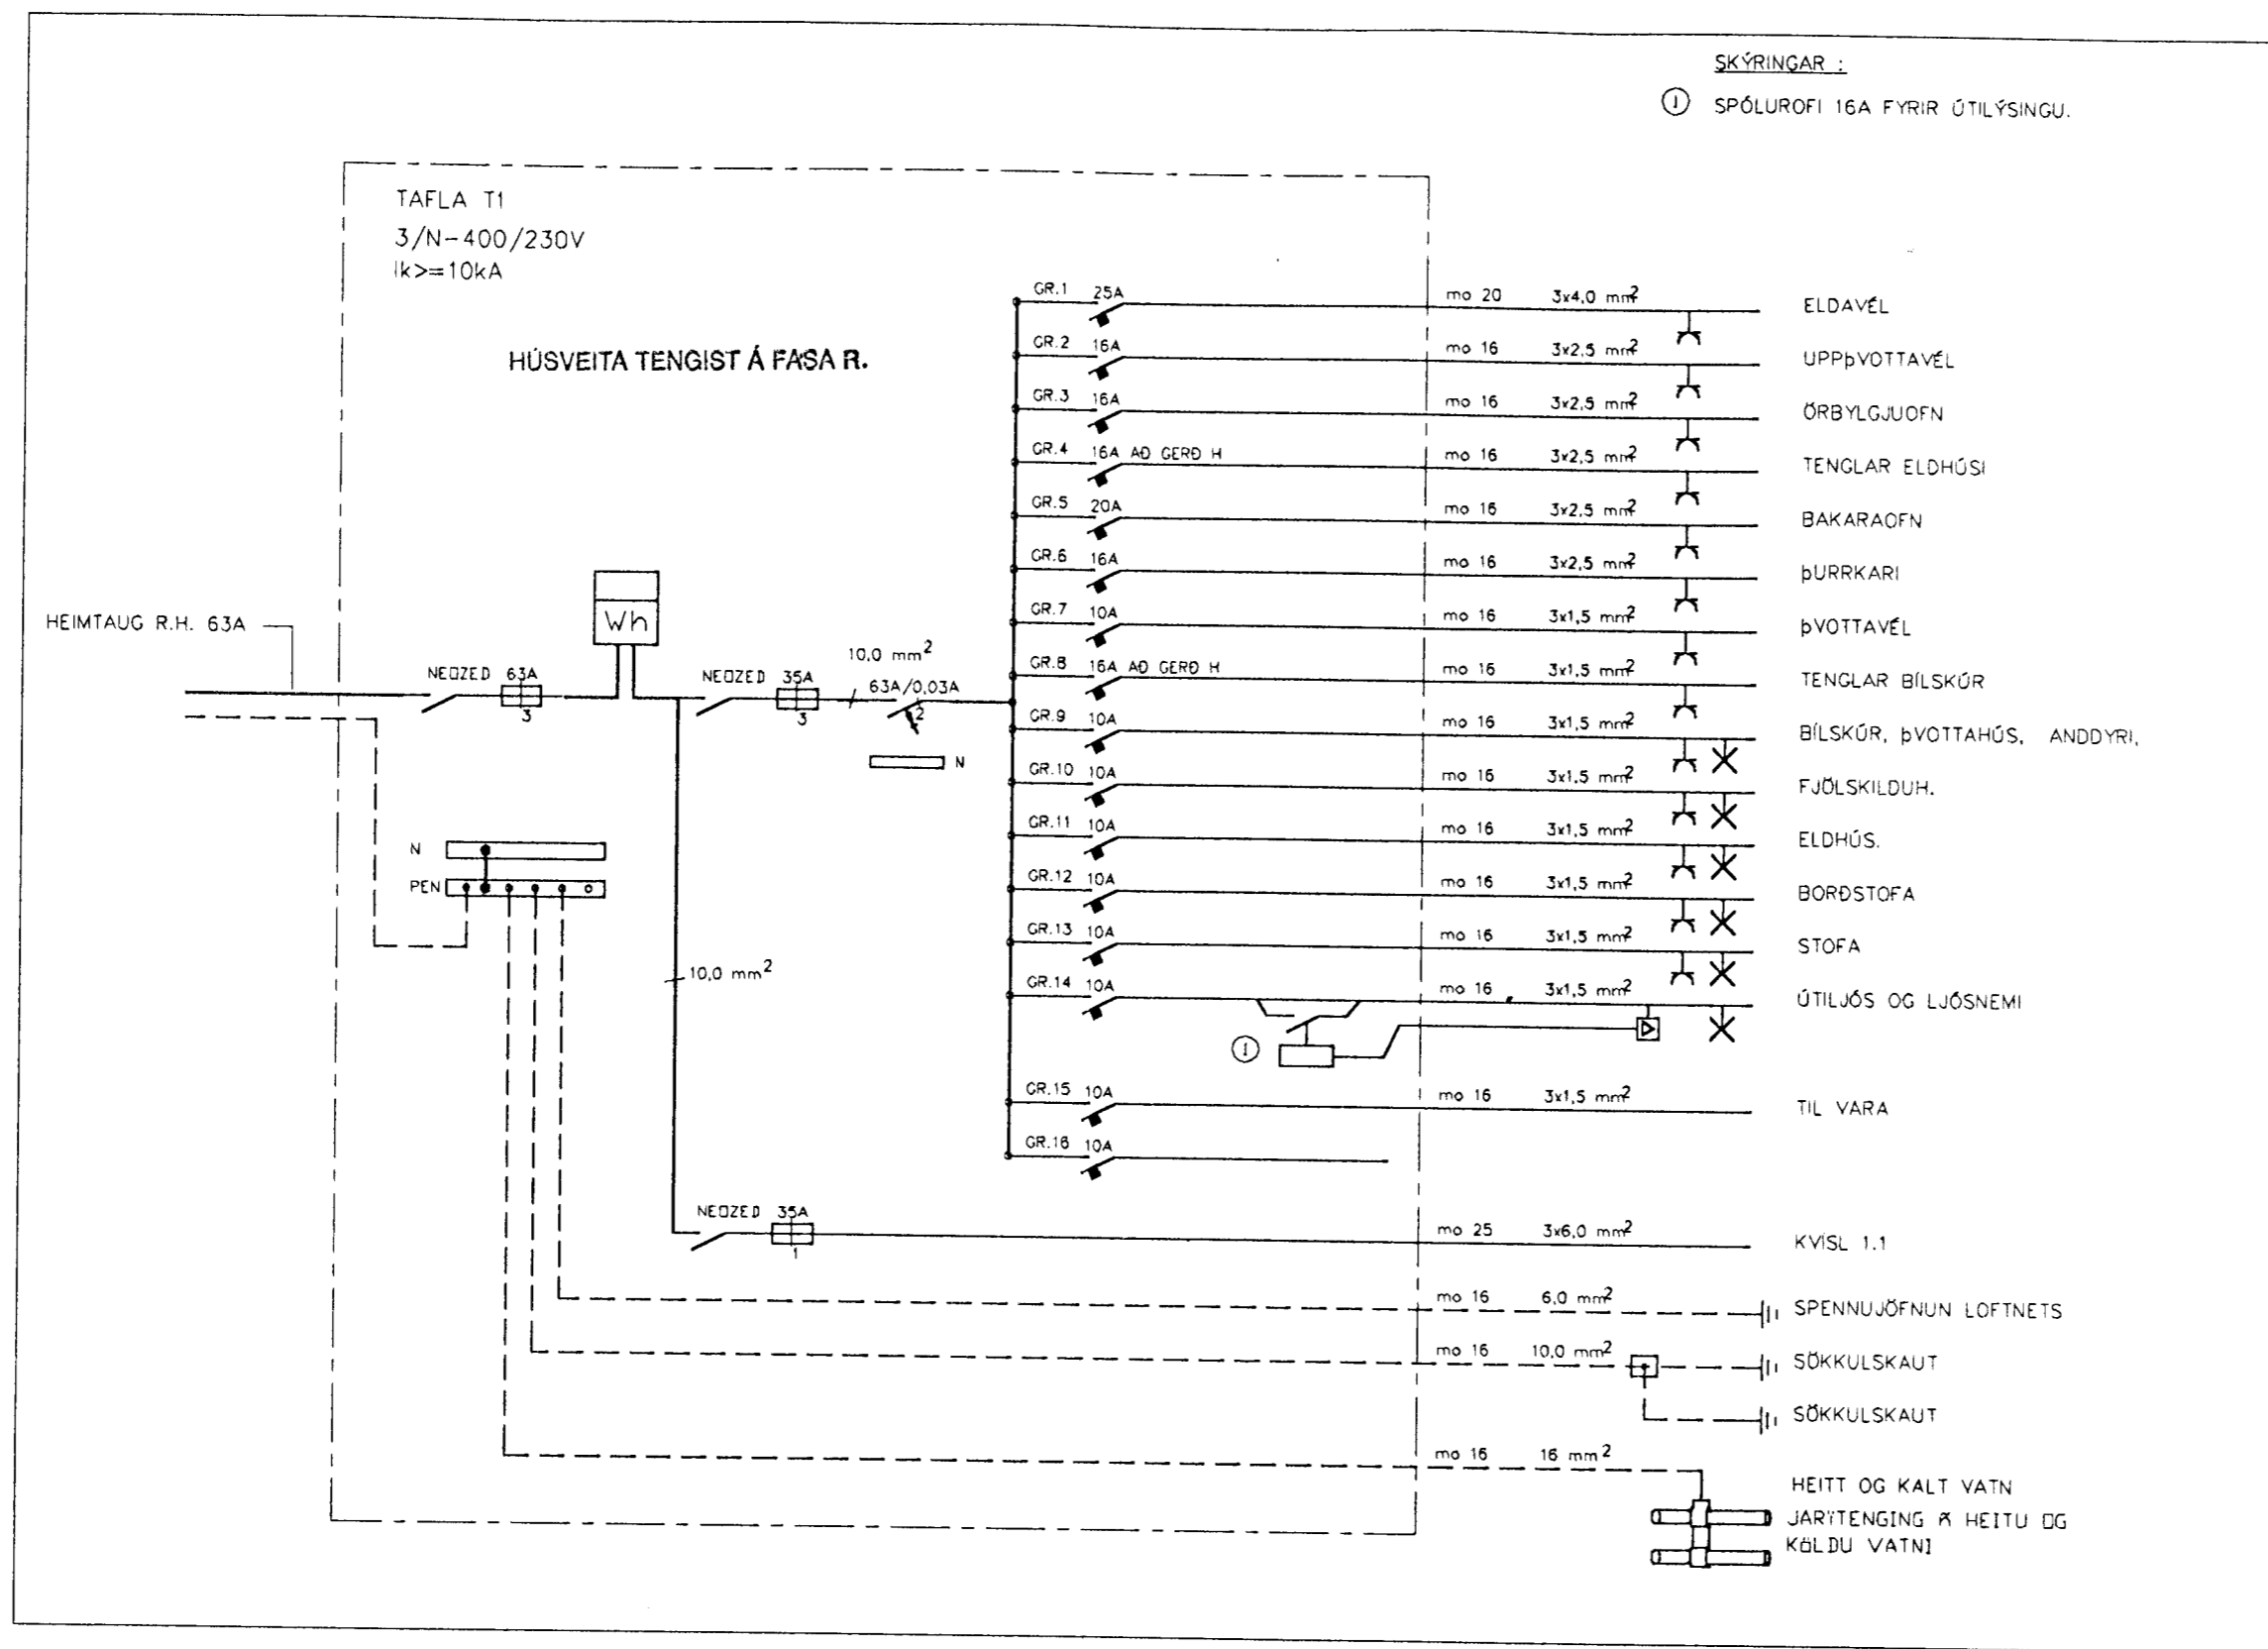 SKÝRINGAR :
1 SPÓLUROFI 16A FYRIR ÚTILÝSINGU.
TAFLA T1
3/N-400/230V
Ik>=10kA
HÚSVEITA TENGIST Á FASA R.
GR.1 25A mo 20 3x4,0 mm² ELDAVÉL
GR.2 16A mo 16 3x2,5 mm² UPPÞVOTTAVÉL
GR.3 16A mo 16 3x2,5 mm² ÖRBYLGJUOFN
GR.4 16A AÐ GERÐ H mo 16 3x2,5 mm² TENGLAR ELDHÚSI
GR.5 20A mo 16 3x2,5 mm² BAKARAOFN
GR.6 16A mo 16 3x2,5 mm² ÞURRKARI
GR.7 10A mo 16 3x1,5 mm² ÞVOTTAVÉL
GR.8 16A AÐ GERÐ H mo 16 3x1,5 mm² TENGLAR BÍLSKÚR
GR.9 10A mo 16 3x1,5 mm² BÍLSKÚR, ÞVOTTAHÚS, ANDDYRI,
GR.10 10A mo 16 3x1,5 mm² FJÖLSKILDUH.
GR.11 10A mo 16 3x1,5 mm² ELDHÚS.
GR.12 10A mo 16 3x1,5 mm² BORÐSTOFA
GR.13 10A mo 16 3x1,5 mm² STOFA
GR.14 10A mo 16 3x1,5 mm² ÚTILJÓS OG LJÓSNEMI
1
GR.15 10A mo 16 3x1,5 mm² TIL VARA
GR.16 10A
HEIMTAUG R.H. 63A
Wh
NEOZED 63A
3
NEOZED 35A
3
10,0 mm²
63A/0,03A
2
N
N
PEN
10,0 mm²
NEOZED 35A
1
mo 25 3x6,0 mm² KVÍSL 1.1
mo 16 6,0 mm² SPENNUJÖFNUN LOFTNETS
mo 16 10,0 mm² SÖKKULSKAUT
SÖKKULSKAUT
mo 16 16 mm²
HEITT OG KALT VATN
HEITU OG
VATNI